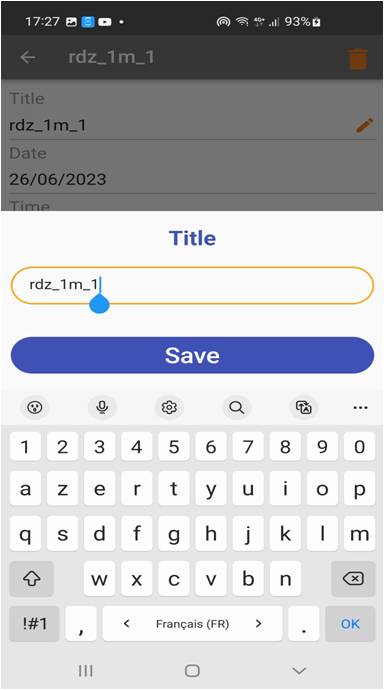 17:27 4G+ 93%
rdz_1m_1
Title
rdz_1m_1
Date
26/06/2023
Time
Title
rdz_1m_1
Save
1 2 3 4 5 6 7 8 9 0
a z e r t y u i o p
q s d f g h j k l m
w x c v b n
!#1 , < Français (FR) > . OK